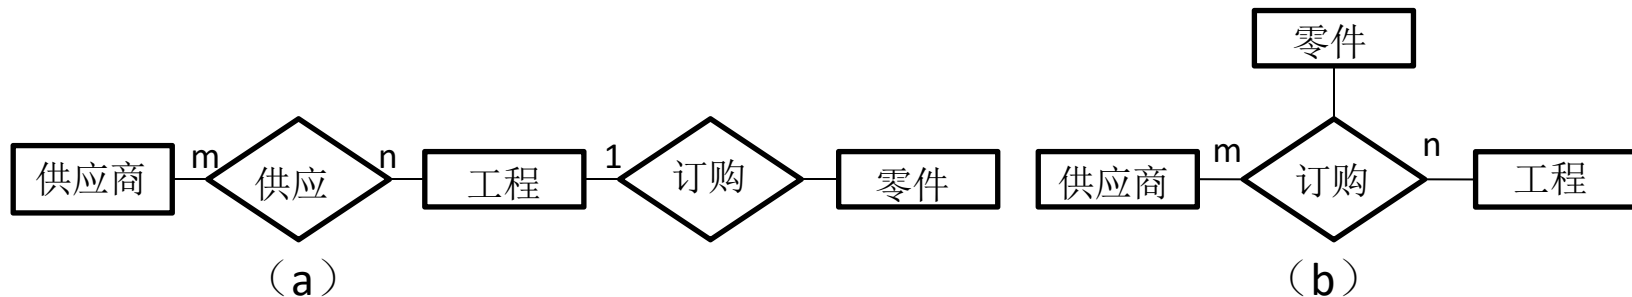 零件
供应商 m 供应 n 工程 1 订购 零件
供应商 m 订购 n 工程
（a） （b）